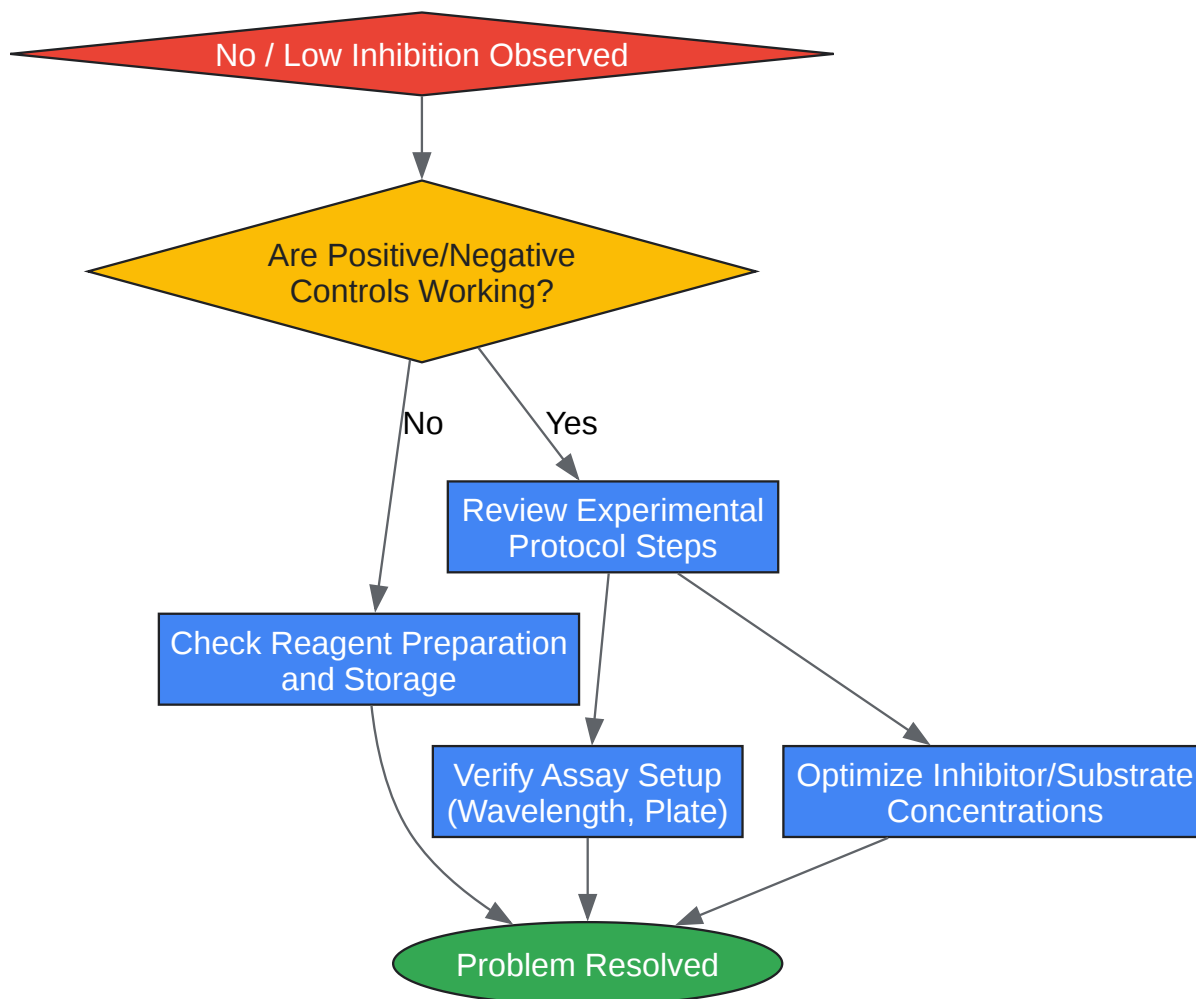 No / Low Inhibition Observed
Are Positive/Negative
Controls Working?
No
Yes
Review Experimental
Protocol Steps
Check Reagent Preparation
and Storage
Verify Assay Setup
(Wavelength, Plate)
Optimize Inhibitor/Substrate
Concentrations
Problem Resolved